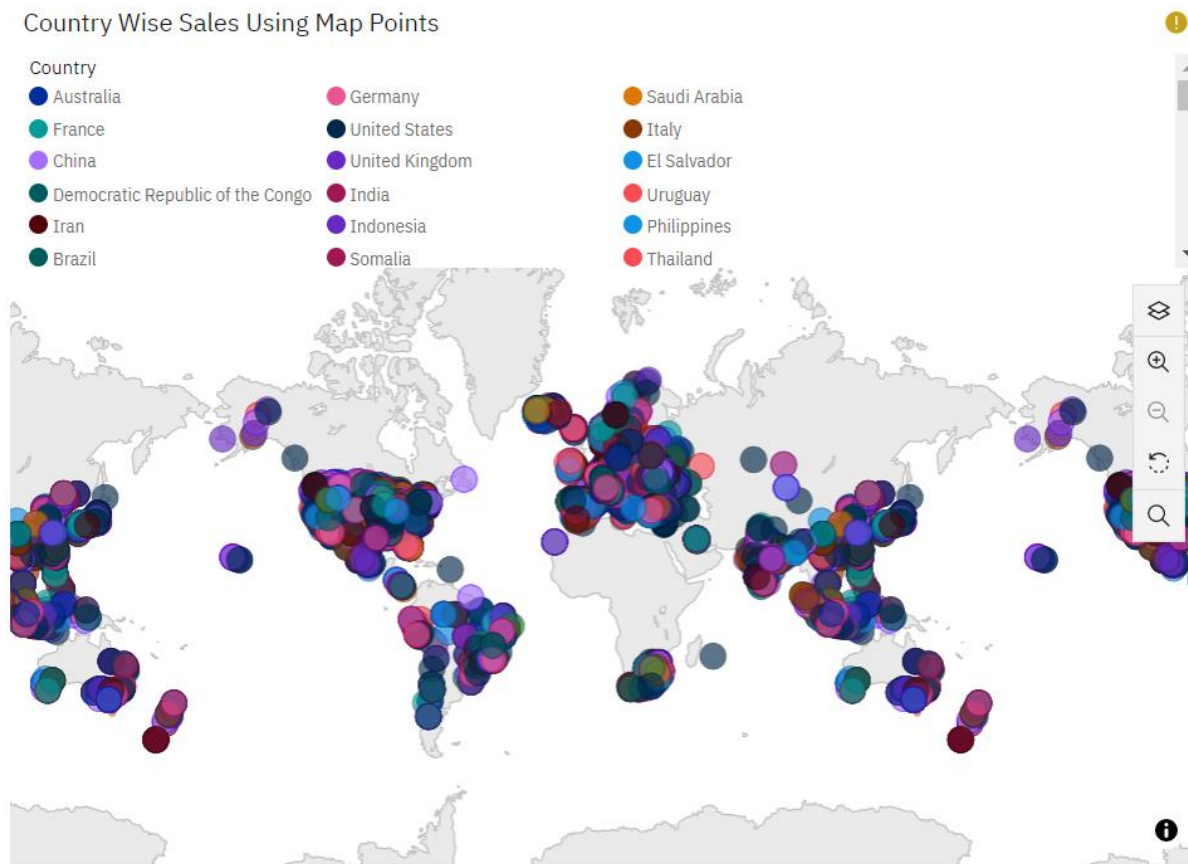 Country Wise Sales Using Map Points
Country
Australia
Germany
Saudi Arabia
France
United States
Italy
China
United Kingdom
El Salvador
Democratic Republic of the Congo
India
Uruguay
Iran
Indonesia
Philippines
Brazil
Somalia
Thailand